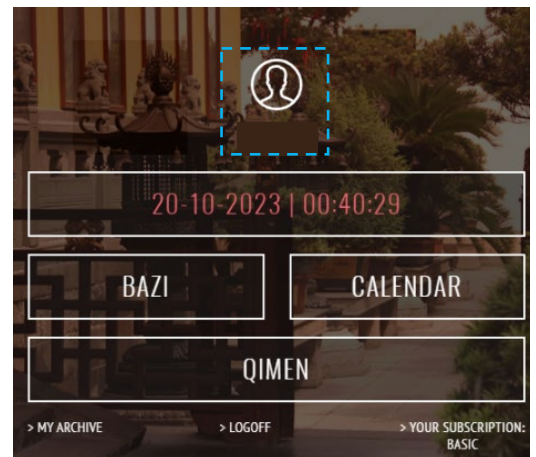 20-10-2023 | 00:40:29
BAZI
CALENDAR
QIMEN
> MY ARCHIVE
> LOGOFF
> YOUR SUBSCRIPTION:
BASIC